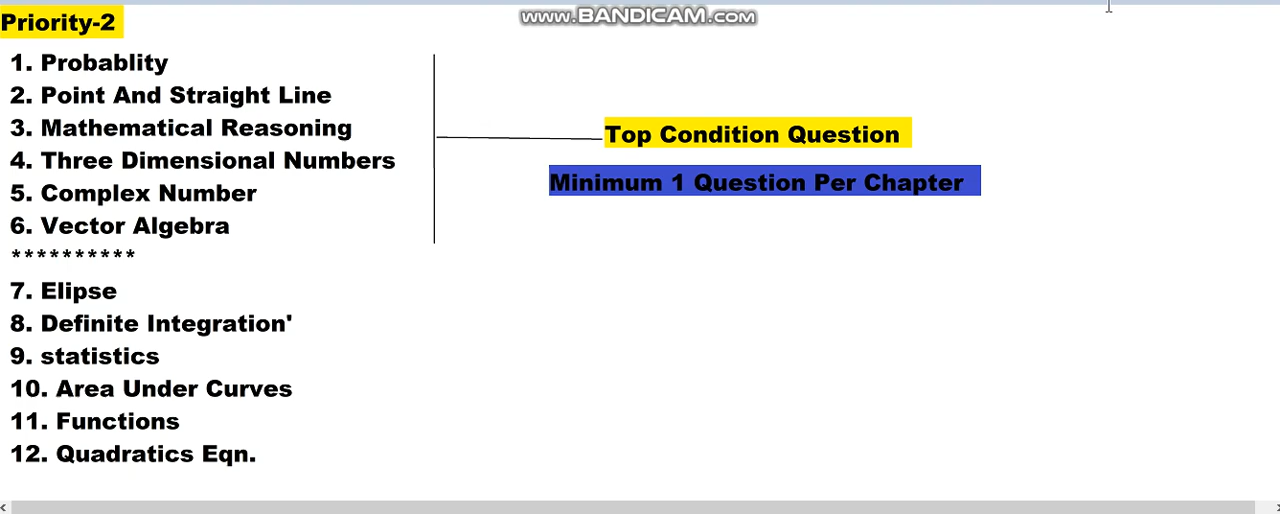 www.BANDICAM.com
Priority-2
1. Probablity
2. Point And Straight Line
3. Mathematical Reasoning
4. Three Dimensional Numbers
5. Complex Number
6. Vector Algebra
**********
7. Elipse
8. Definite Integration'
9. statistics
10. Area Under Curves
11. Functions
12. Quadratics Eqn.
Top Condition Question
Minimum 1 Question Per Chapter